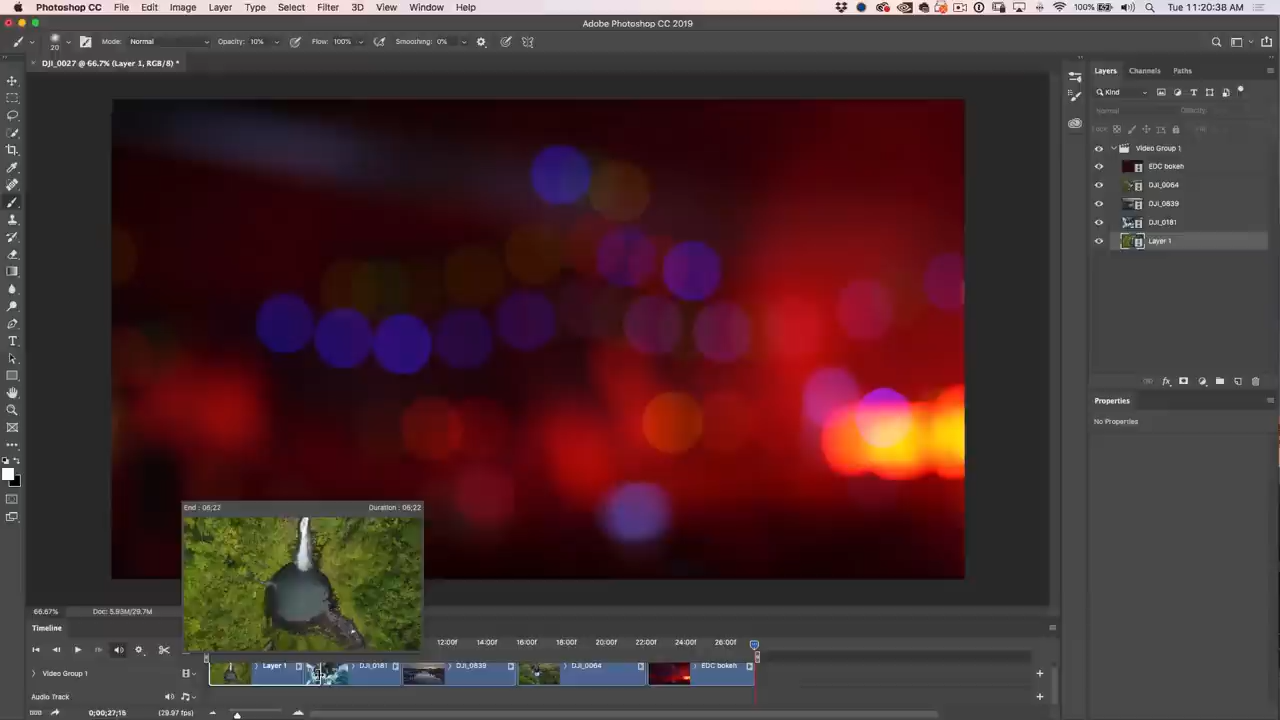 Photoshop CC File Edit Image Layer Type Select Filter 3D View Window Help
100% Tue 11:20:38 AM
Adobe Photoshop CC 2019
20 Mode: Normal Opacity: 10% Flow: 100% Smoothing: 0%
× DJI_0027 @ 66.7% (Layer 1, RGB/8) *
Layers Channels Paths
Kind
Normal Opacity:
Lock: Fill:
Video Group 1
EDC bokeh
DJI_0064
DJI_0839
DJI_0181
Layer 1
Properties
No Properties
End : 06;22 Duration : 06;22
66.67% Doc: 5.93M/29.7M
Timeline
12:00f 14:00f 16:00f 18:00f 20:00f 22:00f 24:00f 26:00f
Video Group 1
Layer 1 DJI_0181 DJI_0839 DJI_0064 EDC bokeh
Audio Track
0;00;27;15 (29.97 fps)